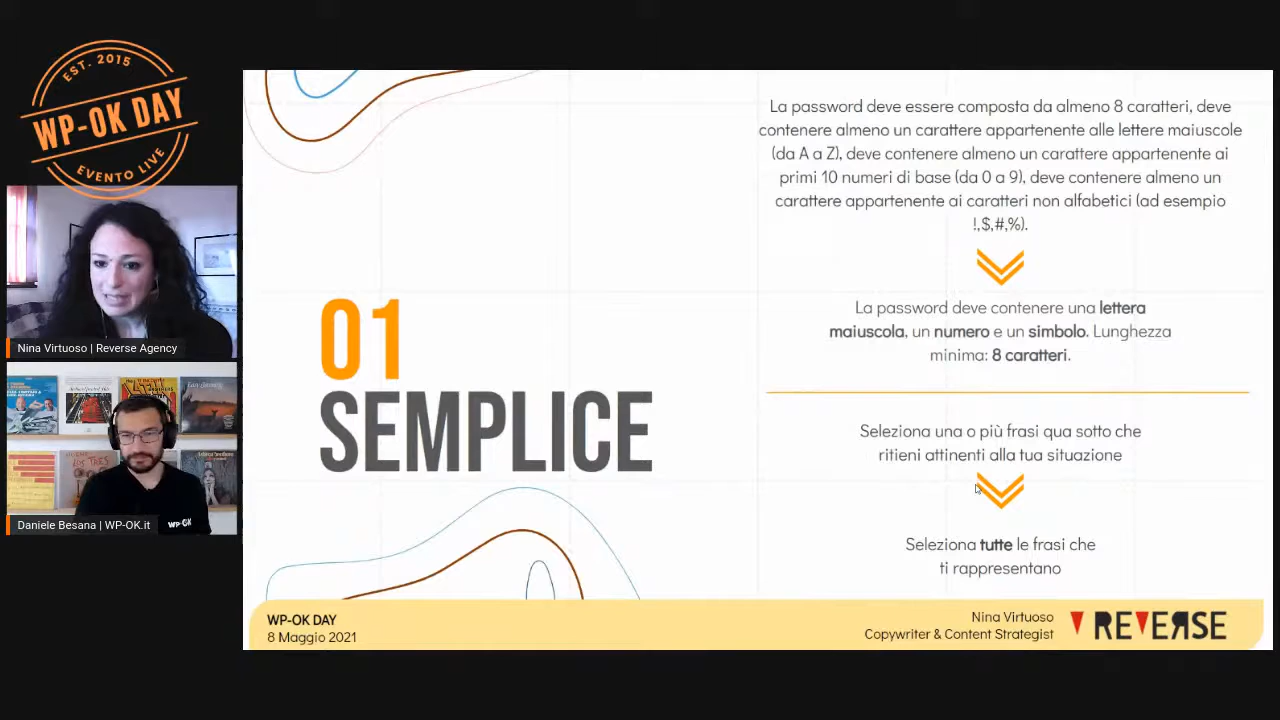 EST. 2015
WP-OK DAY
EVENTO LIVE
Nina Virtuoso | Reverse Agency
WP-OK
Daniele Besana | WP-OK.it
01
SEMPLICE
La password deve essere composta da almeno 8 caratteri, deve
contenere almeno un carattere appartenente alle lettere maiuscole
(da A a Z), deve contenere almeno un carattere appartenente ai
primi 10 numeri di base (da 0 a 9), deve contenere almeno un
carattere appartenente ai caratteri non alfabetici (ad esempio
!,$,#,%).
La password deve contenere una lettera
maiuscola, un numero e un simbolo. Lunghezza
minima: 8 caratteri.
Seleziona una o più frasi qua sotto che
ritieni attinenti alla tua situazione
Seleziona tutte le frasi che
ti rappresentano
WP-OK DAY
8 Maggio 2021
Nina Virtuoso
Copywriter & Content Strategist
REVERSE